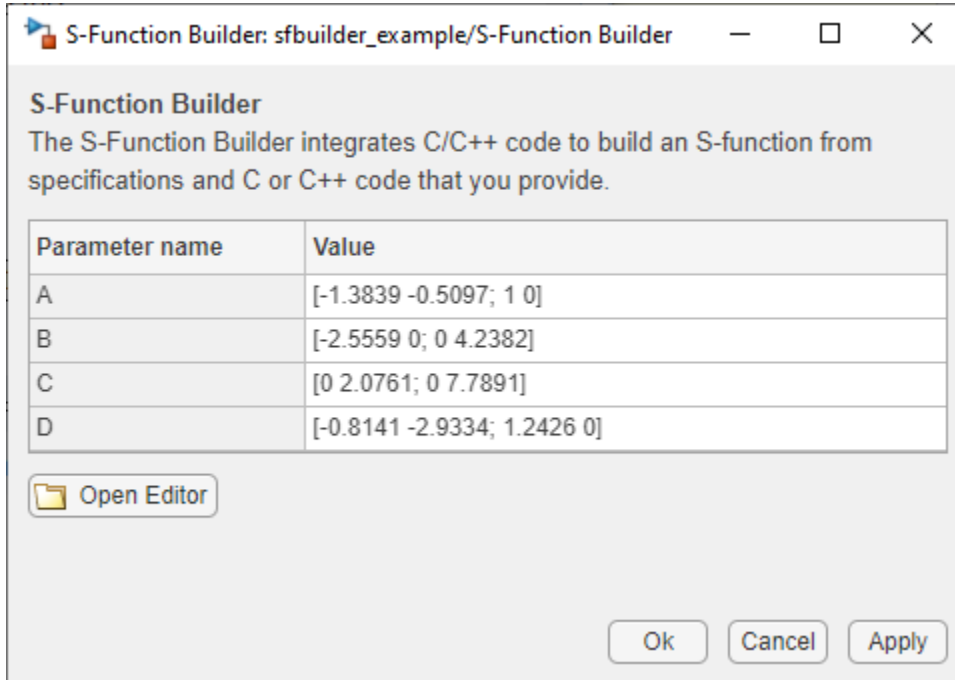 S-Function Builder: sfbuilder_example/S-Function Builder
S-Function Builder
The S-Function Builder integrates C/C++ code to build an S-function from
specifications and C or C++ code that you provide.
Parameter name Value
A [-1.3839 -0.5097; 1 0]
B [-2.5559 0; 0 4.2382]
C [0 2.0761; 0 7.7891]
D [-0.8141 -2.9334; 1.2426 0]
Open Editor
Ok Cancel Apply